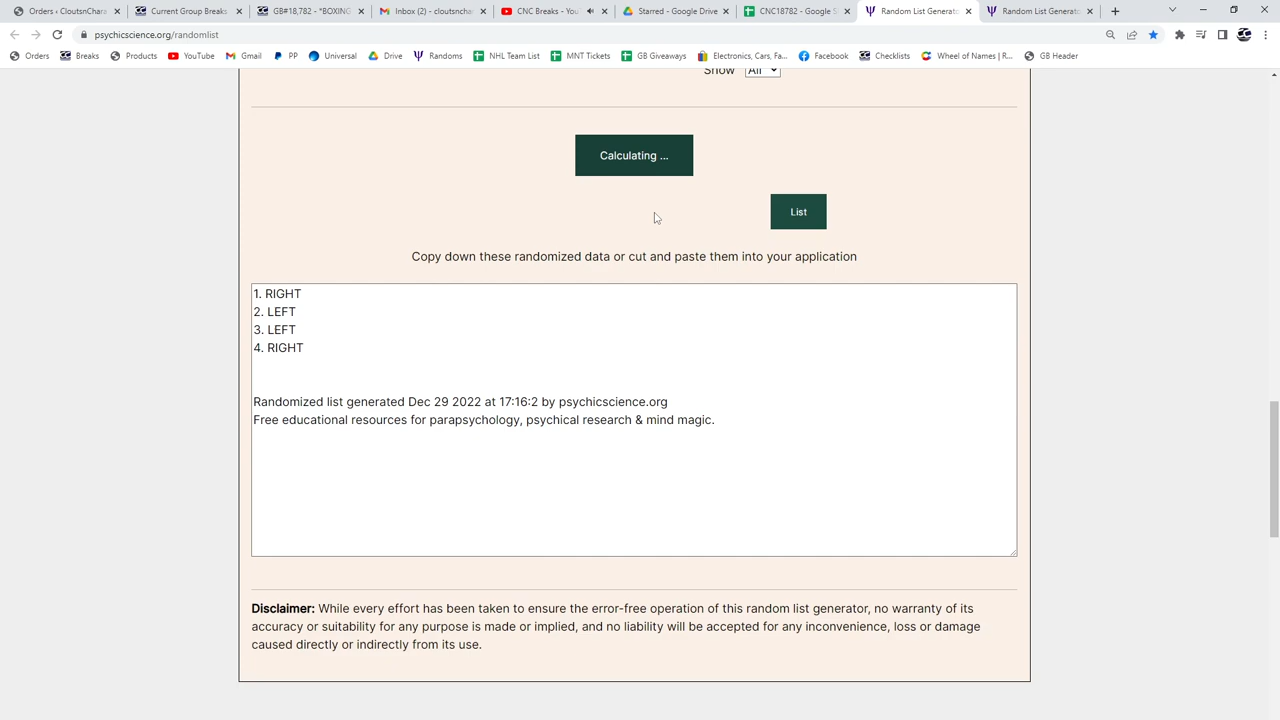 Orders ‹ CloutsnChara
Current Group Breaks
GB#18,782 - *BOXING
Inbox (2) - cloutsnchar
CNC Breaks - You
Starred - Google Drive
CNC18782 - Google S
Random List Generato
Random List Generato
psychicscience.org/randomlist
Orders
Breaks
Products
YouTube
Gmail
PP
Universal
Drive
Randoms
NHL Team List
MNT Tickets
GB Giveaways
Electronics, Cars, Fa...
Facebook
Checklists
Wheel of Names | R...
GB Header
Show All
Calculating ...
List
Copy down these randomized data or cut and paste them into your application
1. RIGHT
2. LEFT
3. LEFT
4. RIGHT
Randomized list generated Dec 29 2022 at 17:16:2 by psychicscience.org
Free educational resources for parapsychology, psychical research & mind magic.
Disclaimer: While every effort has been taken to ensure the error-free operation of this random list generator, no warranty of its
accuracy or suitability for any purpose is made or implied, and no liability will be accepted for any inconvenience, loss or damage
caused directly or indirectly from its use.